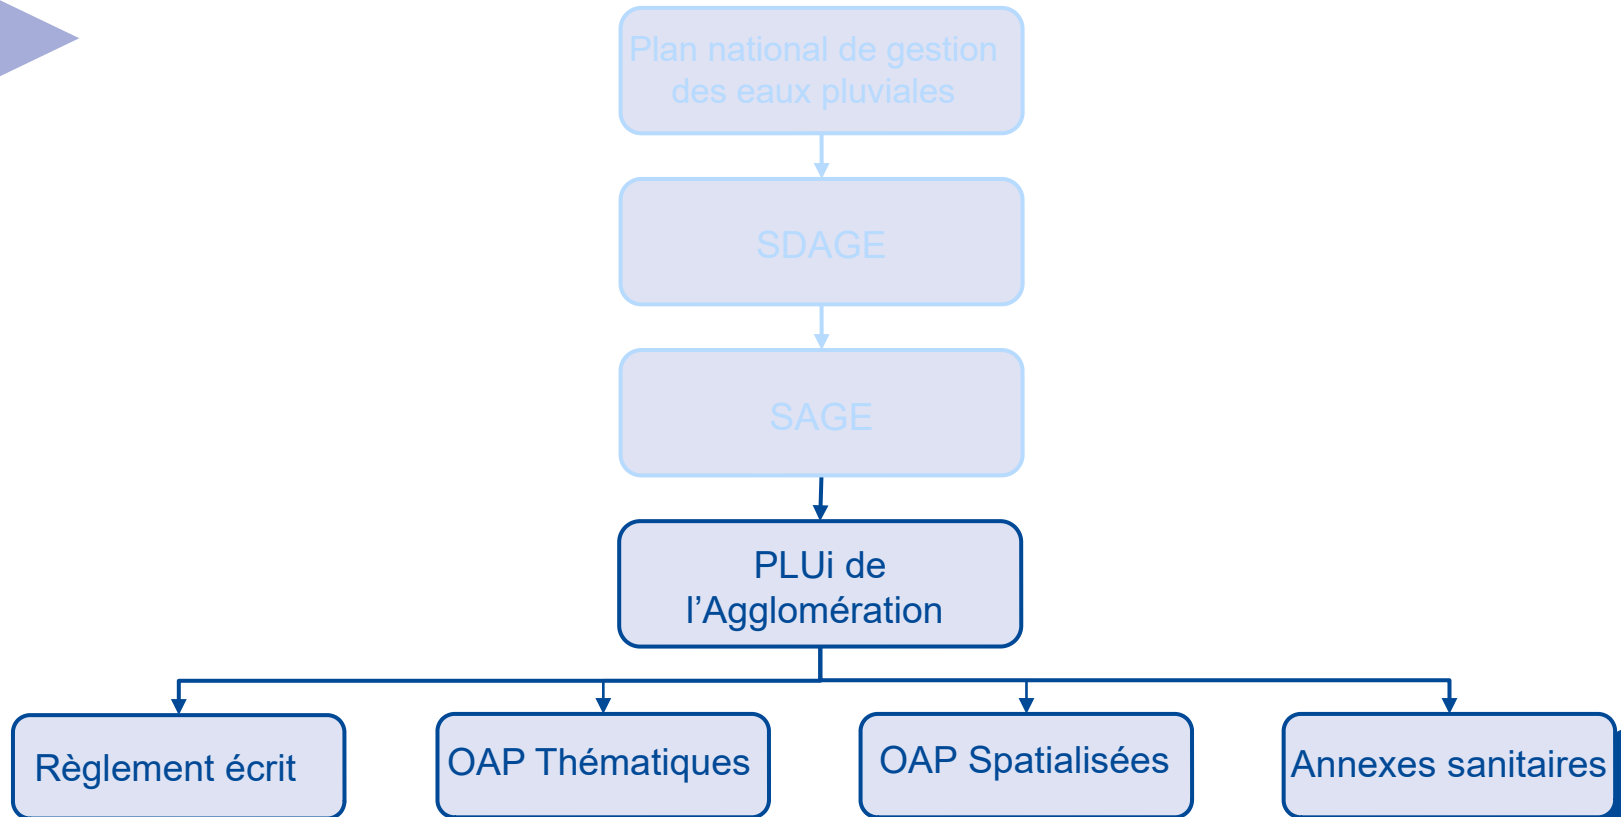 Plan national de gestion
des eaux pluviales
SDAGE
SAGE
PLUi de
l’Agglomération
Règlement écrit
OAP Thématiques
OAP Spatialisées
Annexes sanitaires